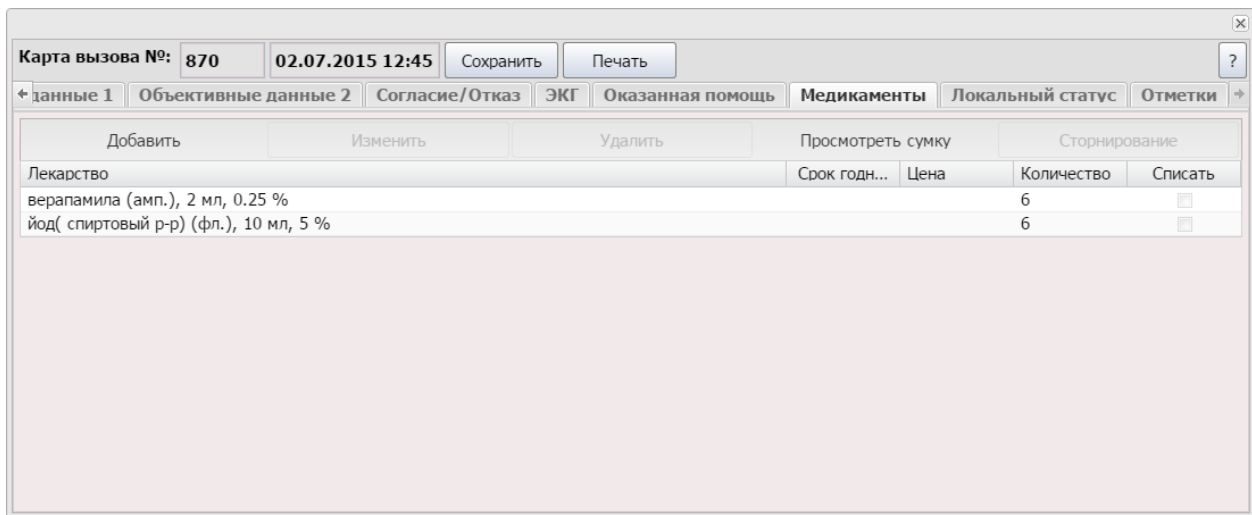 Карта вызова №: 870 02.07.2015 12:45 Сохранить Печать ?
данные 1 Объективные данные 2 Согласие/Отказ ЭКГ Оказанная помощь Медикаменты Локальный статус Отметки
Добавить Изменить Удалить Просмотреть сумку Сторнирование
Лекарство Срок годн... Цена Количество Списать
верапамила (амп.), 2 мл, 0.25 % 6
йод( спиртовый р-р) (фл.), 10 мл, 5 % 6